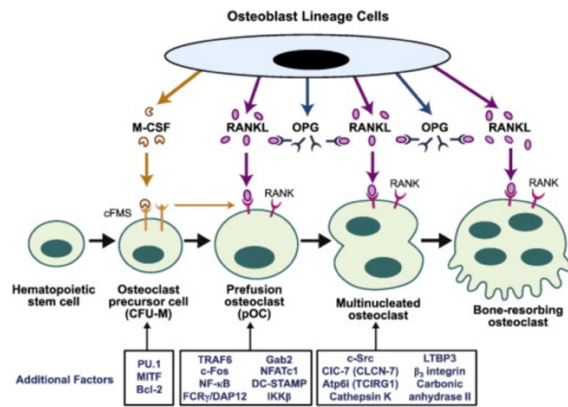 Osteoblast Lineage Cells
M-CSF
RANKL
OPG
RANKL
OPG
RANKL
cFMS
RANK
RANK
RANK
Hematopoietic
stem cell
Osteoclast
precursor cell
(CFU-M)
Prefusion
osteoclast
(pOC)
Multinucleated
osteoclast
Bone-resorbing
osteoclast
Additional Factors
PU.1
MITF
Bcl-2
TRAF6
c-Fos
NF-κB
FCRγ/DAP12
Gab2
NFATc1
DC-STAMP
IKKβ
c-Src
ClC-7 (CLCN-7)
Atp6i (TCIRG1)
Cathepsin K
LTBP3
β3 integrin
Carbonic
anhydrase II